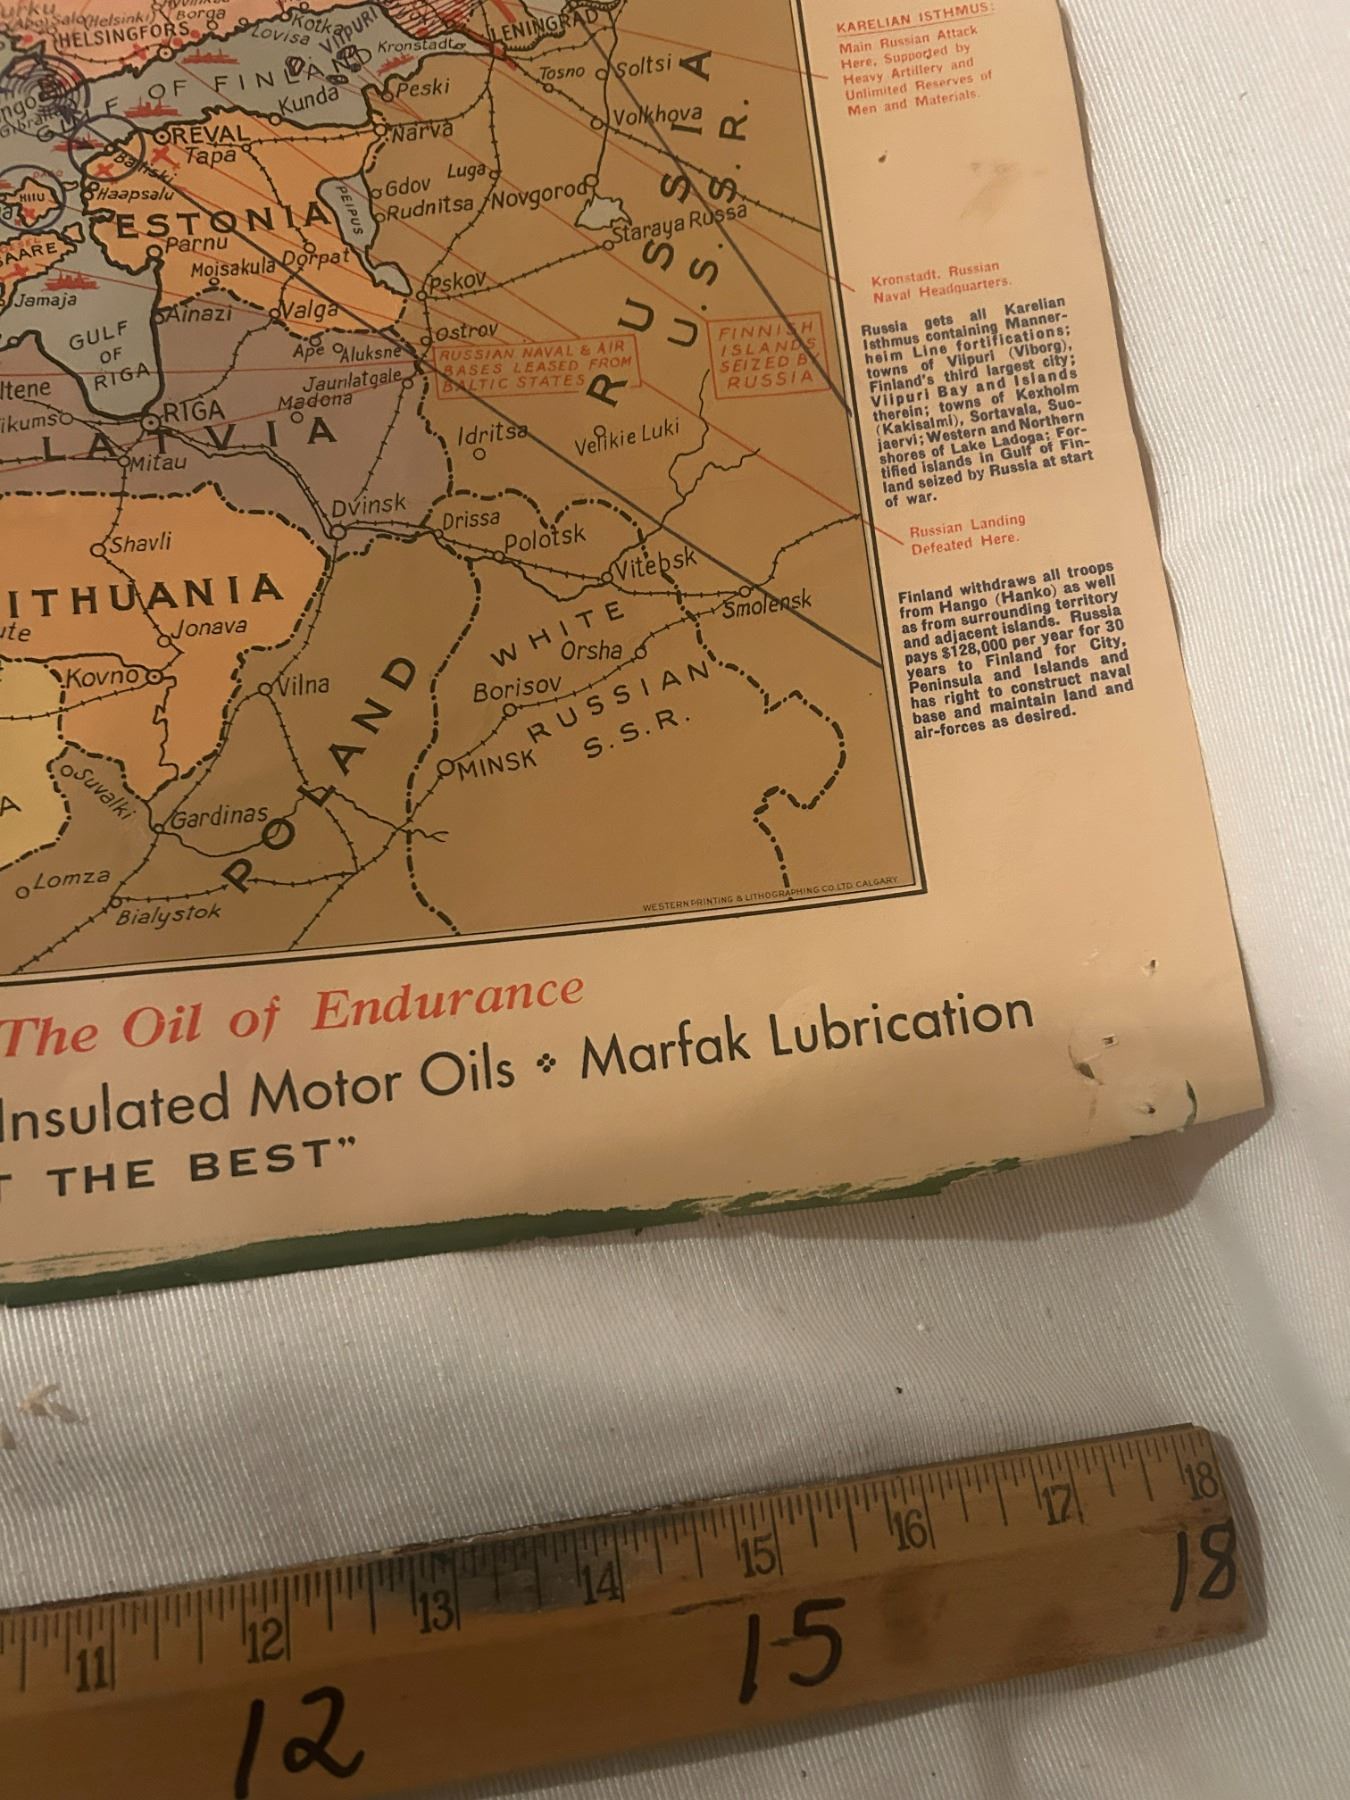 KARELIAN ISTHMUS:
Main Russian Attack
Here, Supported by
Heavy Artillery and
Unlimited Reserves of
Men and Materials.
Borga
Kotka
HELSINGFORS
Lovisa
VIIPURI
Kronstadt
LENINGRAD
OF FINLAND
Kunda
Peski
Tosno
Soltsi
Volkhova
REVAL
Tapa
Narva
Baltiski
Haapsalu
HIIU
PEIPUS
Gdov
Luga
Rudnitsa
Novgorod
ESTONIA
Staraya Russa
RUSSIA
U.S.S.R.
Parnu
SAARE
Moisakula
Dorpat
Jamaja
Pskov
Ainazi
Valga
GULF
OF
RIGA
Ostrov
Ape
Aluksne
Jaunlatgale
RUSSIAN NAVAL & AIR
BASES LEASED FROM
BALTIC STATES
FINNISH
ISLANDS
SEIZED BY
RUSSIA
Kronstadt. Russian
Naval Headquarters.
Russia gets all Karelian
Isthmus containing Manner-
heim Line fortifications;
towns of Viipuri (Viborg),
Finland's third largest city;
Viipuri Bay and Islands
therein; towns of Kexholm
(Kakisalmi), Sortavala, Suo-
jaervi; Western and Northern
shores of Lake Ladoga; For-
tified islands in Gulf of Fin-
land seized by Russia at start
of war.
RIGA
Madona
LATVIA
Mitau
Idritsa
Velikie Luki
Dvinsk
Drissa
Polotsk
Vitebsk
Smolensk
Russian Landing
Defeated Here.
Finland withdraws all troops
from Hango (Hanko) as well
as from surrounding territory
and adjacent islands. Russia
pays $128,000 per year for 30
years to Finland for City,
Peninsula and Islands and
has right to construct naval
base and maintain land and
air-forces as desired.
Shavli
ITHUANIA
Jonava
Kovno
Vilna
WHITE
RUSSIAN
S.S.R.
Orsha
Borisov
MINSK
POLAND
Suvalki
Gardinas
Lomza
Bialystok
WESTERN PRINTING & LITHOGRAPHING CO. LTD. CALGARY.
The Oil of Endurance
Insulated Motor Oils Marfak Lubrication
T THE BEST”
11 12 13 14 15 16 17 18
12 15 18